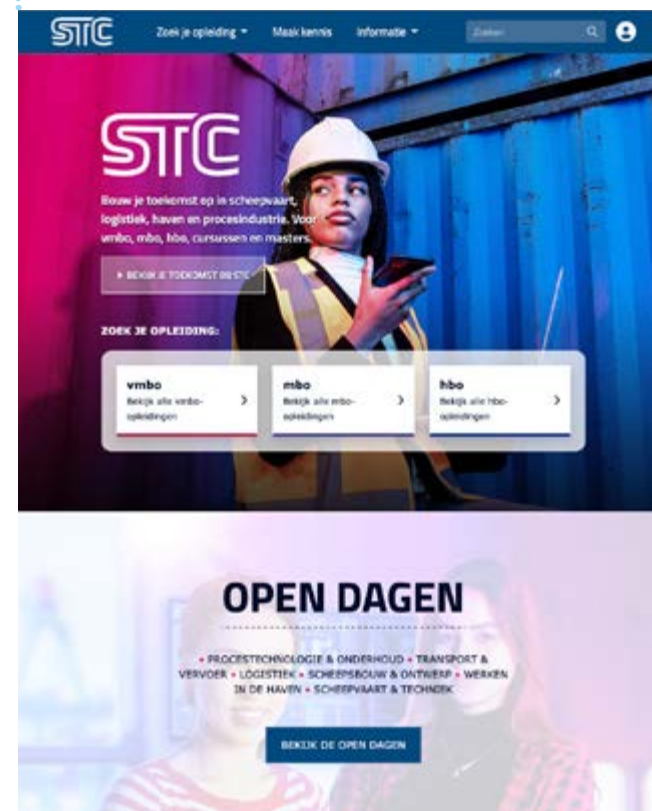 STC
Zoek je opleiding
Maak kennis
Informatie
Zoeken
STC
Bouw je toekomst op in scheepvaart,
logistiek, haven en procesindustrie. Voor
vmbo, mbo, hbo, cursussen en masters.
BEKIJK JE TOEKOMST BIJ STC
ZOEK JE OPLEIDING:
vmbo
Bekijk alle vmbo-
opleidingen
mbo
Bekijk alle mbo-
opleidingen
hbo
Bekijk alle hbo-
opleidingen
OPEN DAGEN
• PROCESTECHNOLOGIE & ONDERHOUD • TRANSPORT &
VERVOER • LOGISTIEK • SCHEEPSBOUW & ONTWERP • WERKEN
IN DE HAVEN • SCHEEPVAART & TECHNIEK
BEKIJK DE OPEN DAGEN